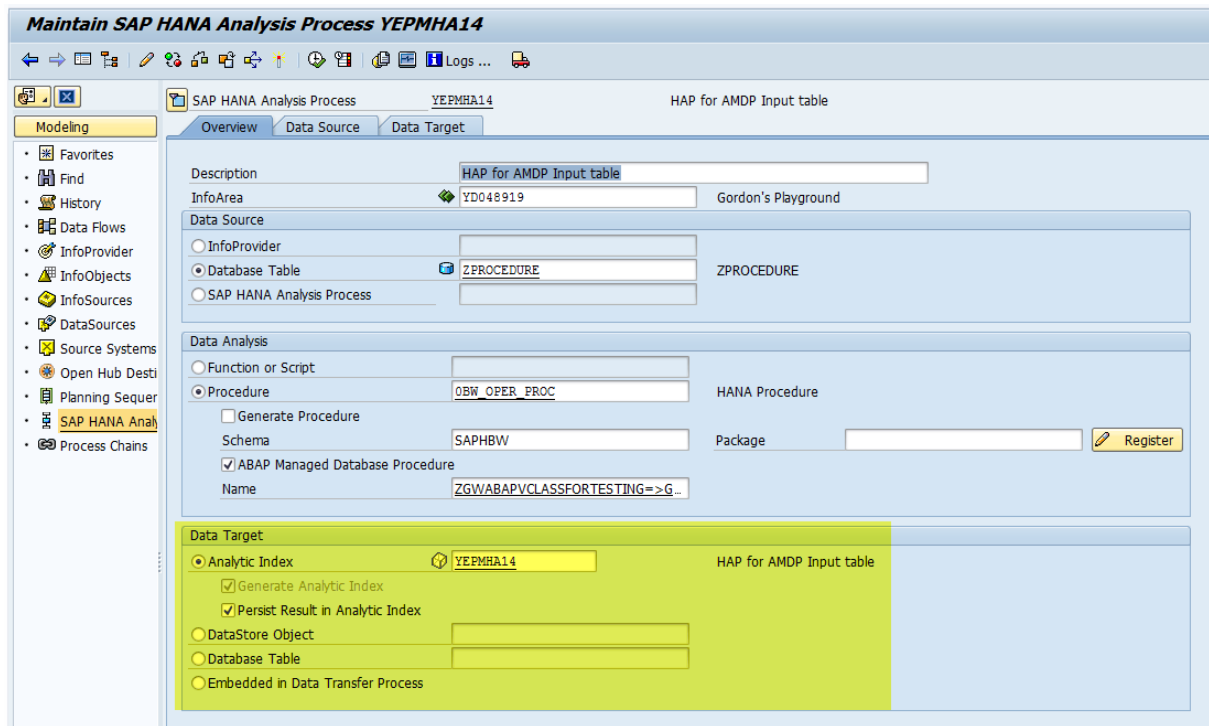 Maintain SAP HANA Analysis Process YEPMHA14
Logs ...
SAP HANA Analysis Process YEPMHA14 HAP for AMDP Input table
Modeling
Favorites
Find
History
Data Flows
InfoProvider
InfoObjects
InfoSources
DataSources
Source Systems
Open Hub Desti
Planning Sequer
SAP HANA Analy
Process Chains
Overview Data Source Data Target
Description HAP for AMDP Input table
InfoArea YD048919 Gordon's Playground
Data Source
InfoProvider
Database Table ZPROCEDURE ZPROCEDURE
SAP HANA Analysis Process
Data Analysis
Function or Script
Procedure 0BW_OPER_PROC HANA Procedure
Generate Procedure
Schema SAPHBW Package Register
ABAP Managed Database Procedure
Name ZGWABAPVCLASSFORTESTING=>G…
Data Target
Analytic Index YEPMHA14 HAP for AMDP Input table
Generate Analytic Index
Persist Result in Analytic Index
DataStore Object
Database Table
Embedded in Data Transfer Process